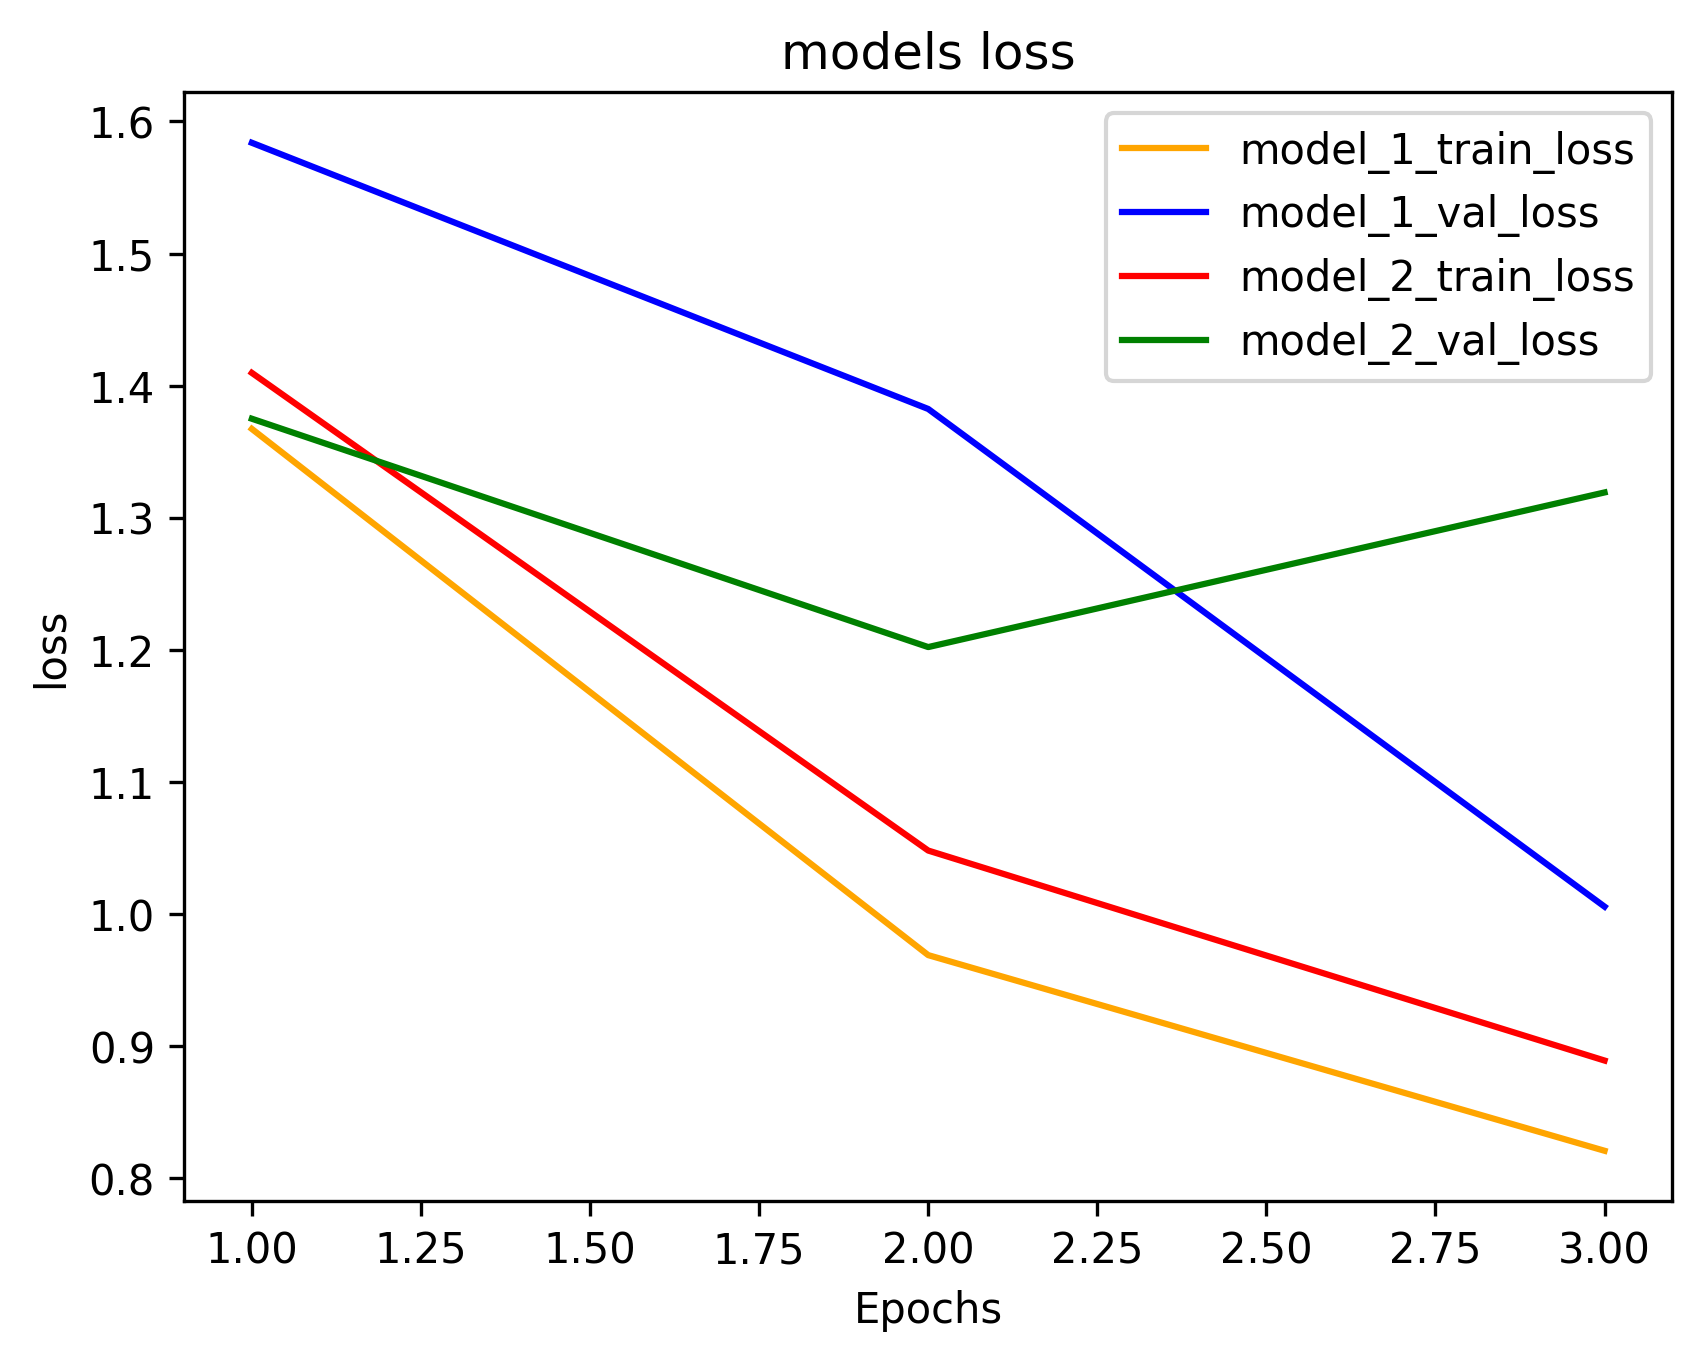 models loss
1.6
1.5
1.4
1.3
1.2
1.1
1.0
0.9
0.8
loss
model_1_train_loss
model_1_val_loss
model_2_train_loss
model_2_val_loss
1.00 1.25 1.50 1.75 2.00 2.25 2.50 2.75 3.00
Epochs